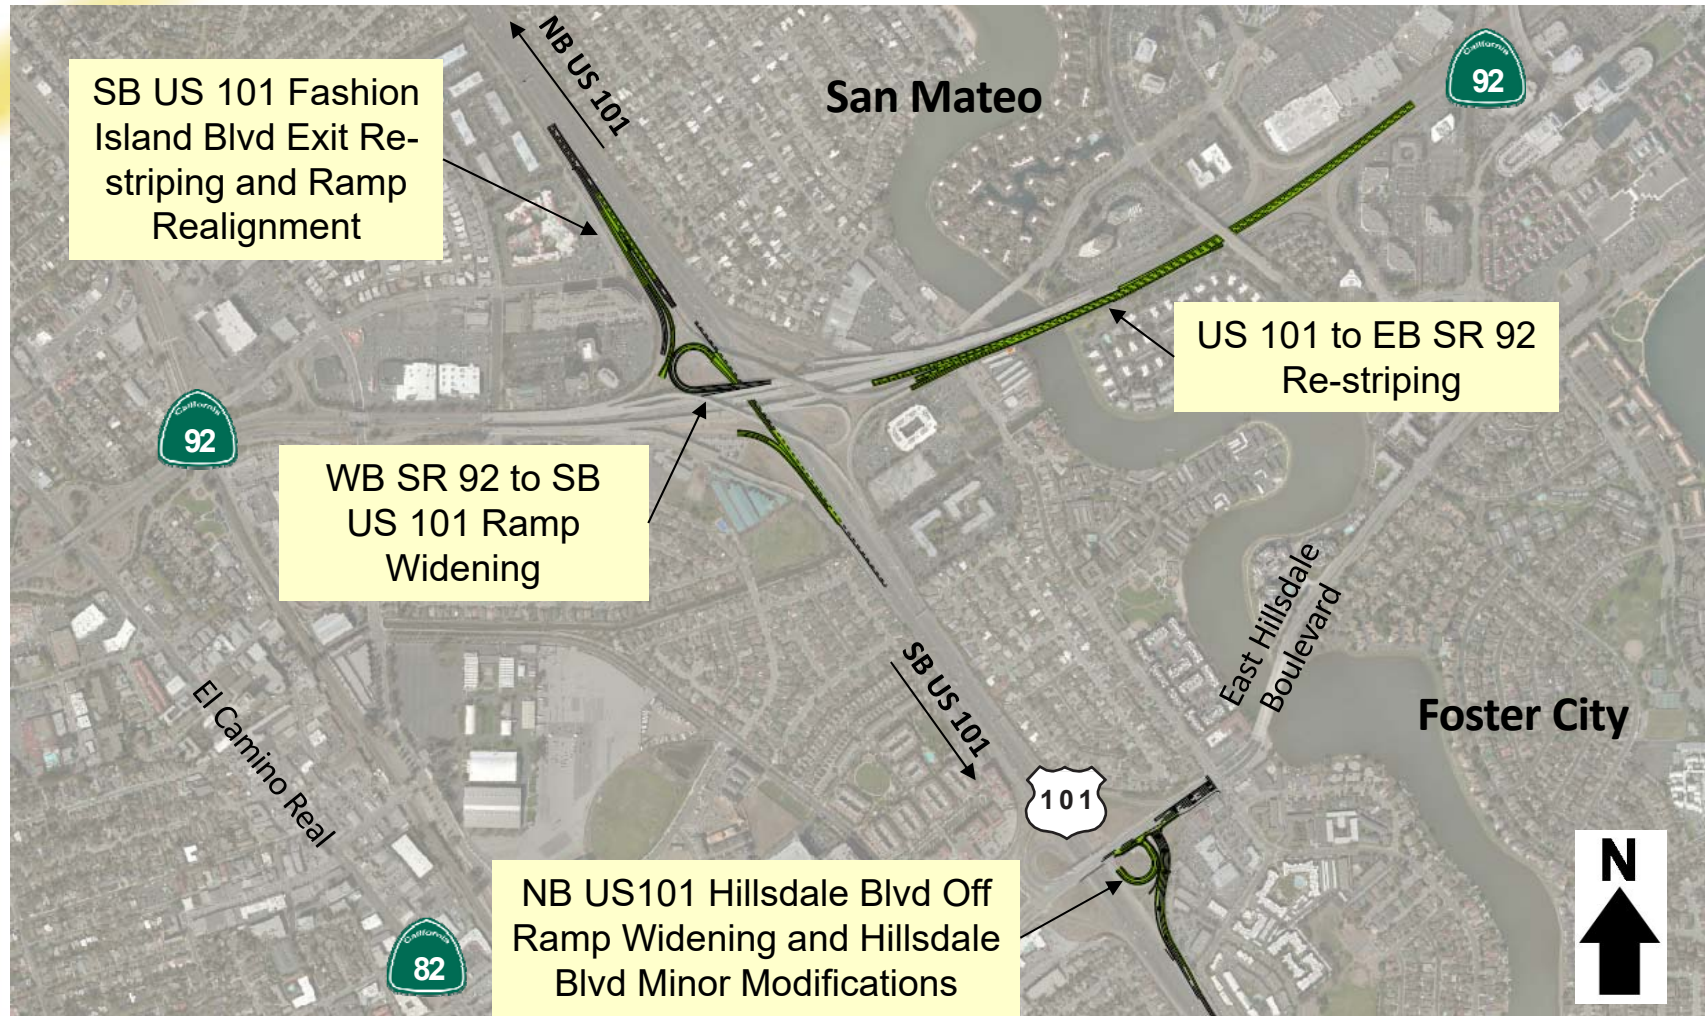 NB US 101
San Mateo
California
92
SB US 101 Fashion
Island Blvd Exit Re-
striping and Ramp
Realignment
US 101 to EB SR 92
Re-striping
California
92
WB SR 92 to SB
US 101 Ramp
Widening
East Hillsdale
Boulevard
SB US 101
El Camino Real
Foster City
101
NB US101 Hillsdale Blvd Off
Ramp Widening and Hillsdale
Blvd Minor Modifications
California
82
N